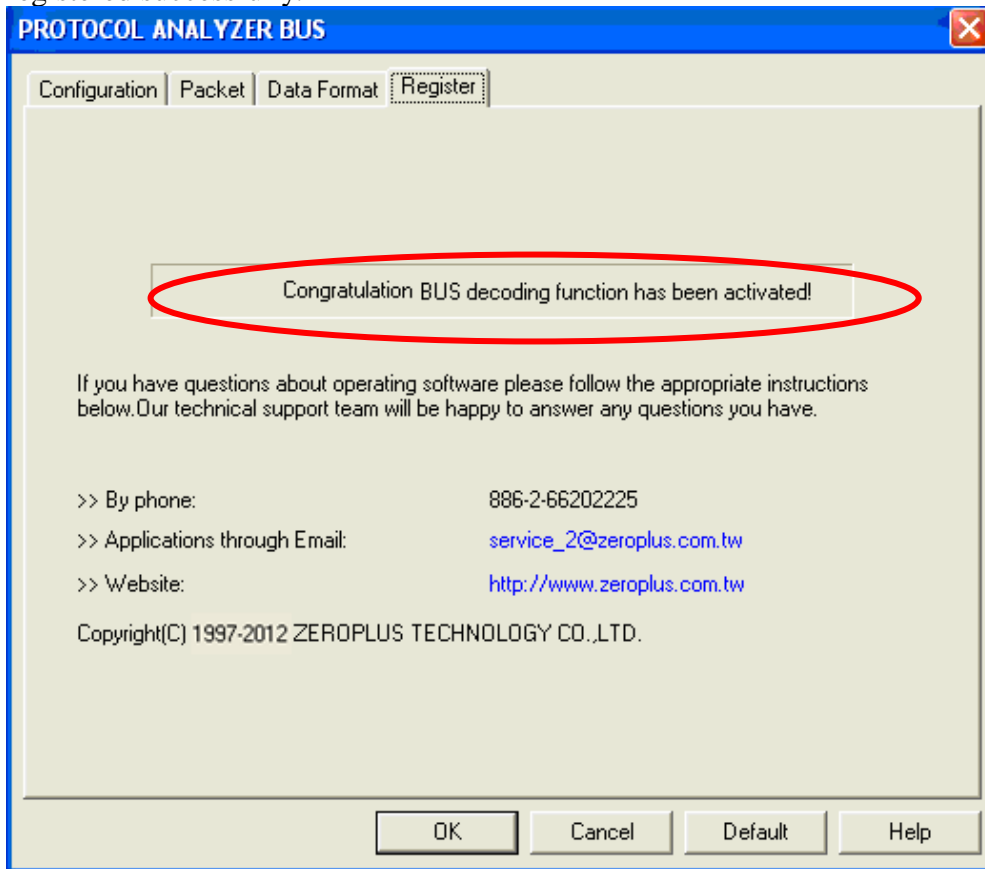 registered successfully.
PROTOCOL ANALYZER BUS
Configuration Packet Data Format Register
Congratulation BUS decoding function has been activated!
If you have questions about operating software please follow the appropriate instructions
below.Our technical support team will be happy to answer any questions you have.
>> By phone: 886-2-66202225
>> Applications through Email: service_2@zeroplus.com.tw
>> Website: http://www.zeroplus.com.tw
Copyright(C) 1997-2012 ZEROPLUS TECHNOLOGY CO.,LTD.
OK Cancel Default Help